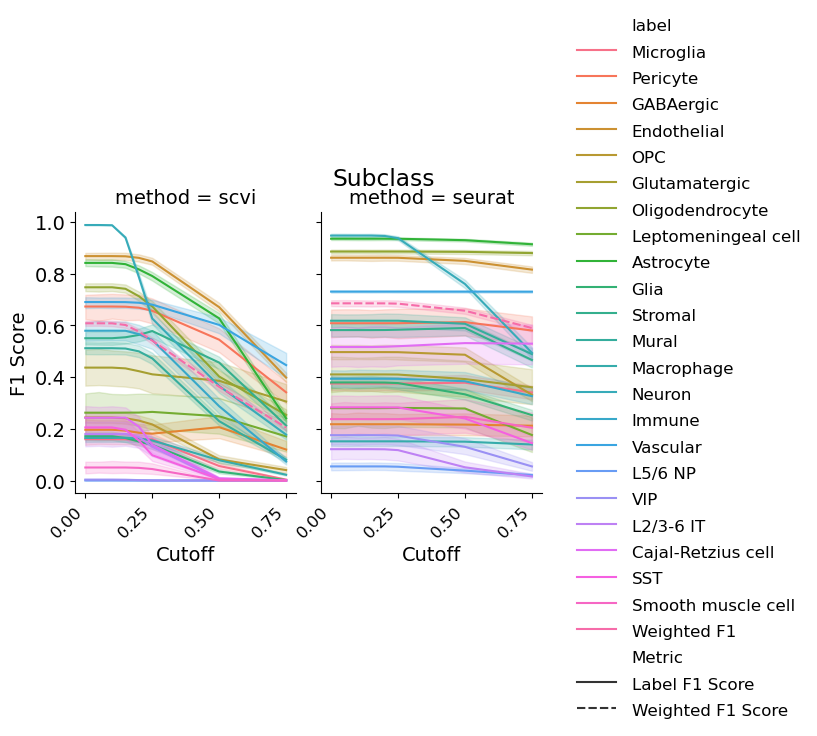 Subclass
method = scvi
method = seurat
F1 Score
1.0
0.8
0.6
0.4
0.2
0.0
0.00
0.25
0.50
0.75
Cutoff
0.00
0.25
0.50
0.75
Cutoff
label
Microglia
Pericyte
GABAergic
Endothelial
OPC
Glutamatergic
Oligodendrocyte
Leptomeningeal cell
Astrocyte
Glia
Stromal
Mural
Macrophage
Neuron
Immune
Vascular
L5/6 NP
VIP
L2/3-6 IT
Cajal-Retzius cell
SST
Smooth muscle cell
Weighted F1
Metric
Label F1 Score
Weighted F1 Score